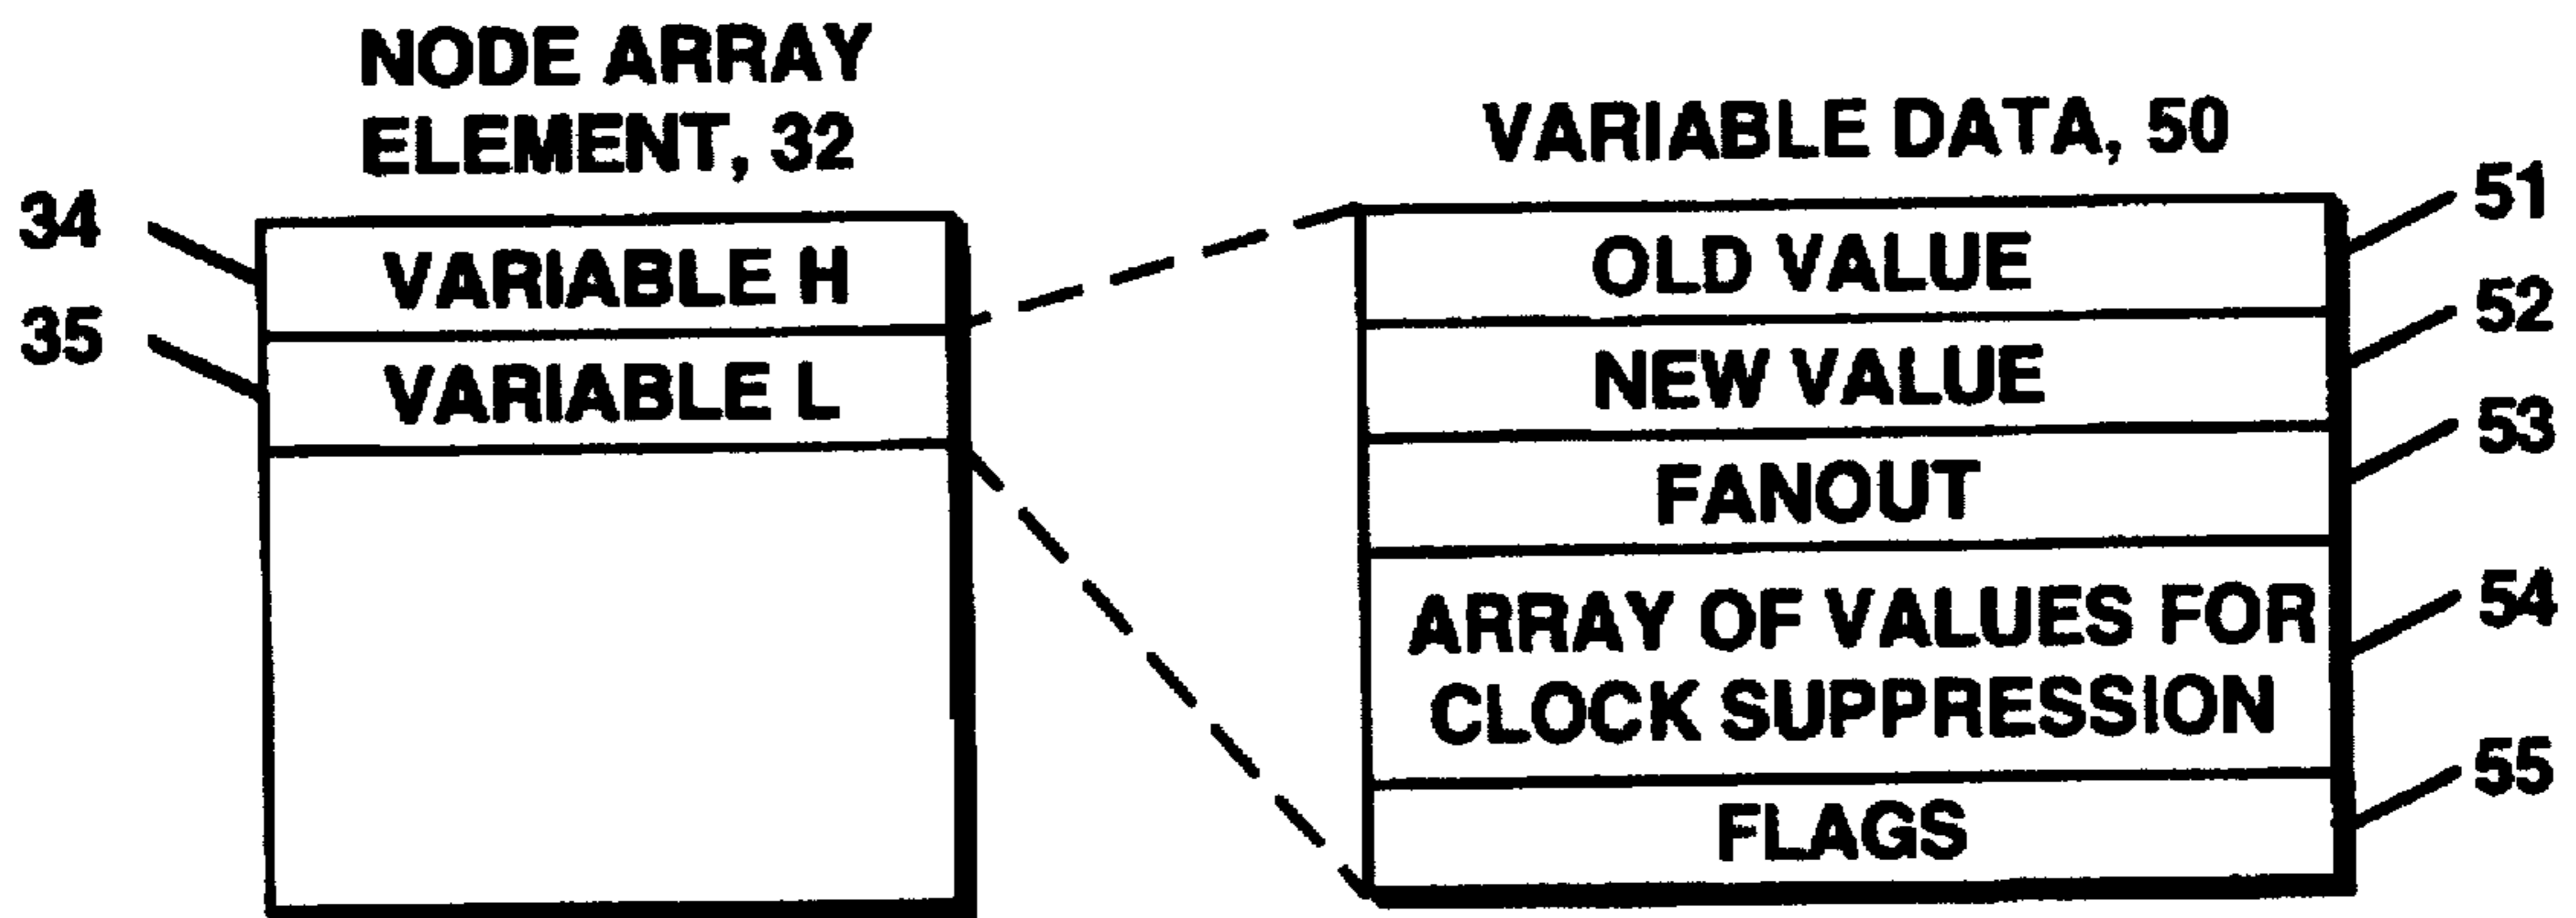 NODE ARRAY
ELEMENT, 32
34
VARIABLE H
35
VARIABLE L
VARIABLE DATA, 50
OLD VALUE
51
NEW VALUE
52
FANOUT
53
ARRAY OF VALUES FOR
CLOCK SUPPRESSION
54
FLAGS
55